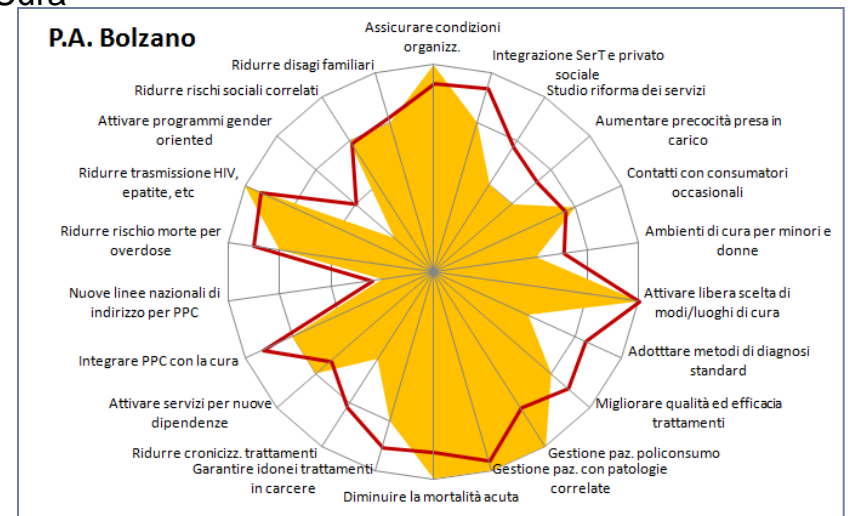 P.A. Bolzano
Assicurare condizioni
organizz.
Integrazione SerT e privato
sociale
Studio riforma dei servizi
Aumentare precocità presa in
carico
Contatti con consumatori
occasionali
Ambienti di cura per minori e
donne
Attivare libera scelta di
modi/luoghi di cura
Adotttare metodi di diagnosi
standard
Migliorare qualità ed efficacia
trattamenti
Gestione paz. policonsumo
Gestione paz. con patologie
correlate
Diminuire la mortalità acuta
Garantire idonei trattamenti
in carcere
Ridurre cronicizz. trattamenti
Attivare servizi per nuove
dipendenze
Integrare PPC con la cura
Nuove linee nazionali di
indirizzo per PPC
Ridurre rischio morte per
overdose
Ridurre trasmissione HIV,
epatite, etc
Attivare programmi gender
oriented
Ridurre rischi sociali correlati
Ridurre disagi familiari